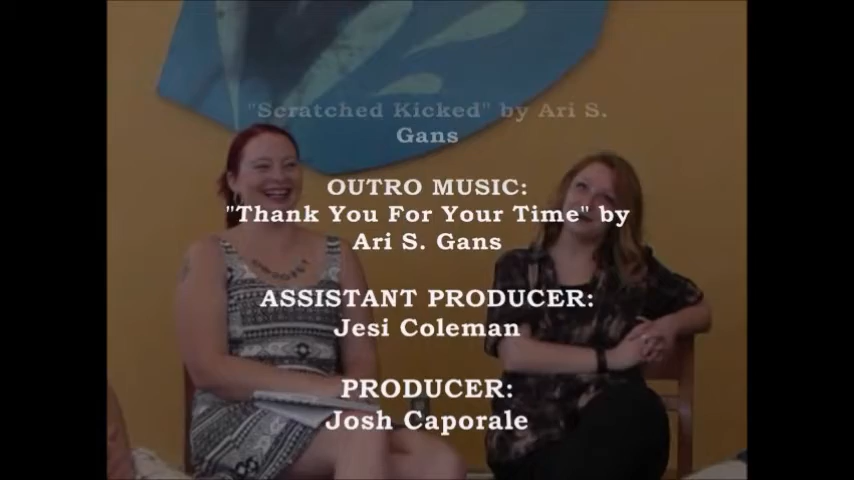 "Scratched Kicked" by Ari S.
Gans
OUTRO MUSIC:
"Thank You For Your Time" by
Ari S. Gans
ASSISTANT PRODUCER:
Jesi Coleman
PRODUCER:
Josh Caporale